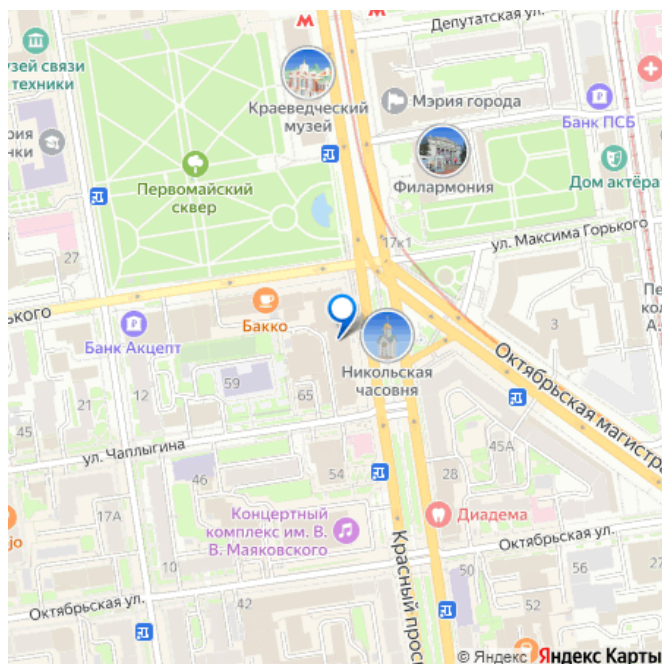 Депутатская ул.
узей связи
техники
Краеведческий
музей
Мэрия города
Банк ПСБ
Филармония
Дом актёра
Первомайский
сквер
17к1
ул. Максима Горького
27
Бакко
Банк Акцепт
3
Никольская
часовня
Октябрьская магистра
59
65
21
12
45
ул. Чаплыгина
45А
46
54
28
17А
Концертный
комплекс им. В.
В. Маяковского
Диадема
Красный просп
Октябрьская ул.
Октябрьская ул.
10
42
50
52
56
© Яндекс Яндекс Карты